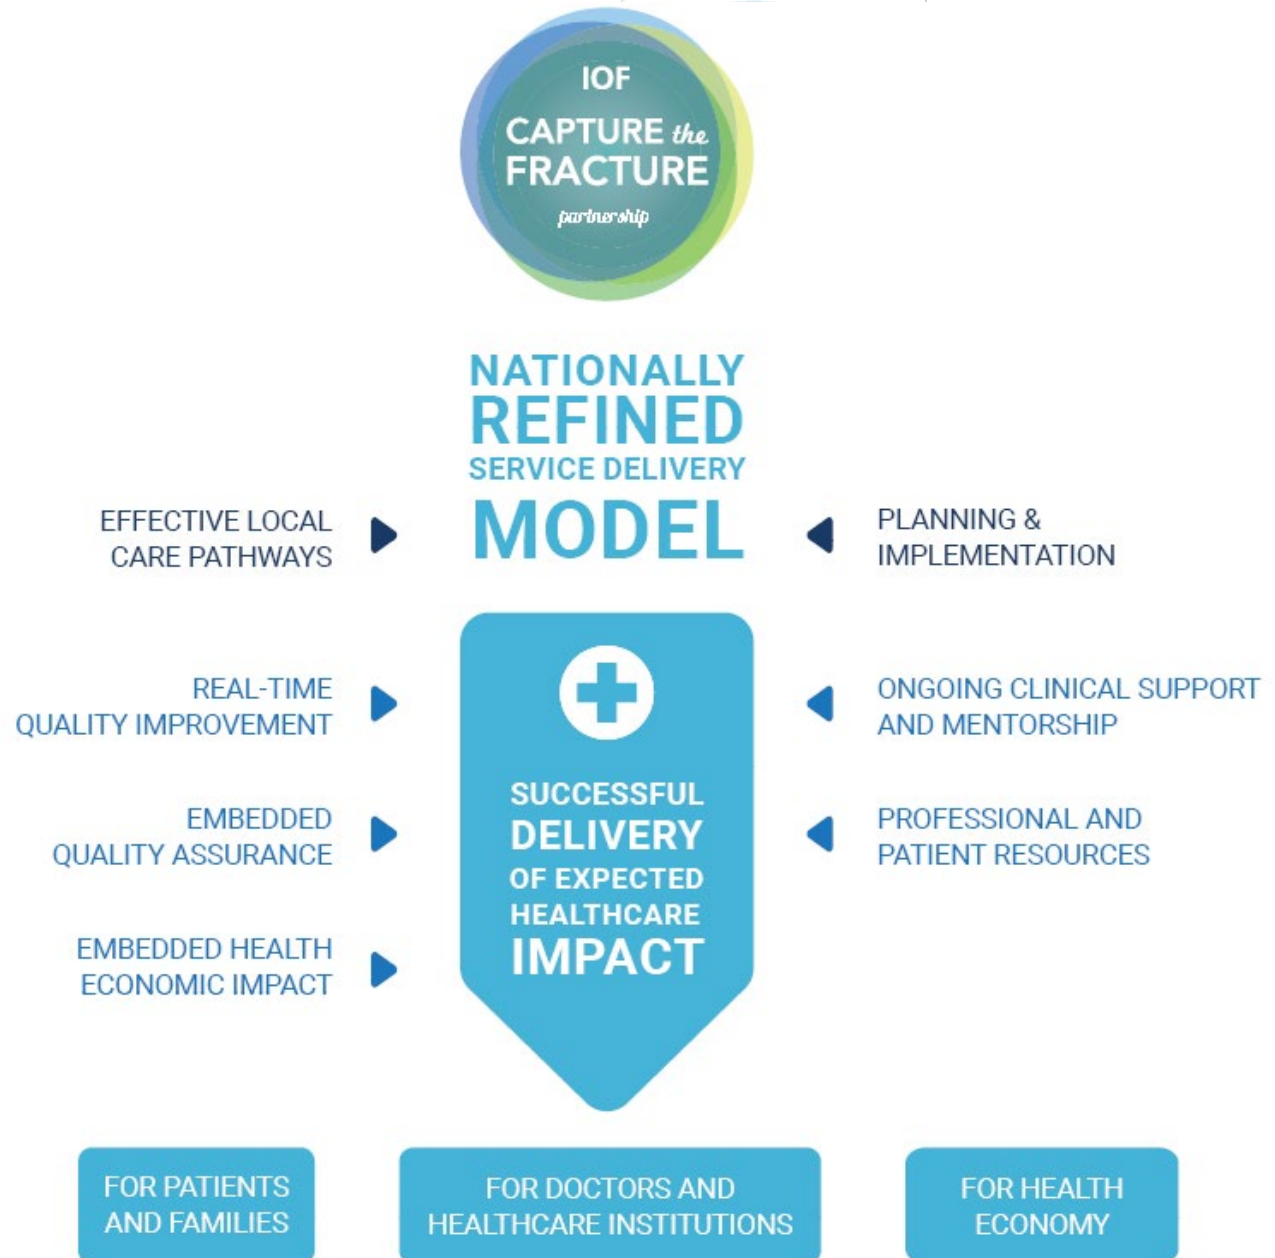 IOF
CAPTURE the
FRACTURE
partnership
NATIONALLY
REFINED
SERVICE DELIVERY
MODEL
EFFECTIVE LOCAL
CARE PATHWAYS
PLANNING &
IMPLEMENTATION
REAL-TIME
QUALITY IMPROVEMENT
ONGOING CLINICAL SUPPORT
AND MENTORSHIP
EMBEDDED
QUALITY ASSURANCE
PROFESSIONAL AND
PATIENT RESOURCES
EMBEDDED HEALTH
ECONOMIC IMPACT
SUCCESSFUL
DELIVERY
OF EXPECTED
HEALTHCARE
IMPACT
FOR PATIENTS
AND FAMILIES
FOR DOCTORS AND
HEALTHCARE INSTITUTIONS
FOR HEALTH
ECONOMY